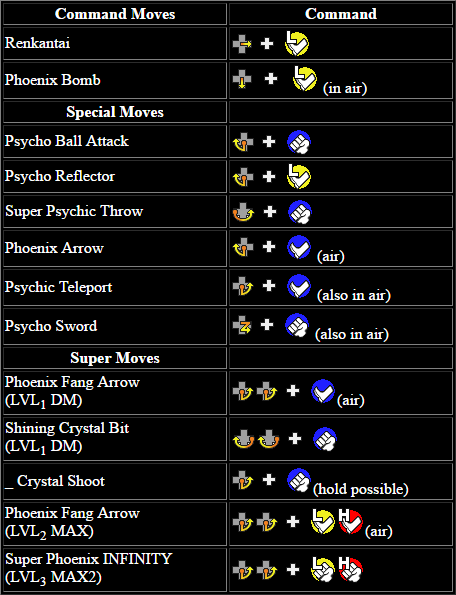 Command Moves Command
Renkantai + L
Phoenix Bomb + L (in air)
Special Moves
Psycho Ball Attack +
Psycho Reflector + L
Super Psychic Throw +
Phoenix Arrow + (air)
Psychic Teleport + (also in air)
Psycho Sword + (also in air)
Super Moves
Phoenix Fang Arrow
(LVL1 DM) + (air)
Shining Crystal Bit
(LVL1 DM) +
_ Crystal Shoot + (hold possible)
Phoenix Fang Arrow
(LVL2 MAX) + L H (air)
Super Phoenix INFINITY
(LVL3 MAX2) + L H